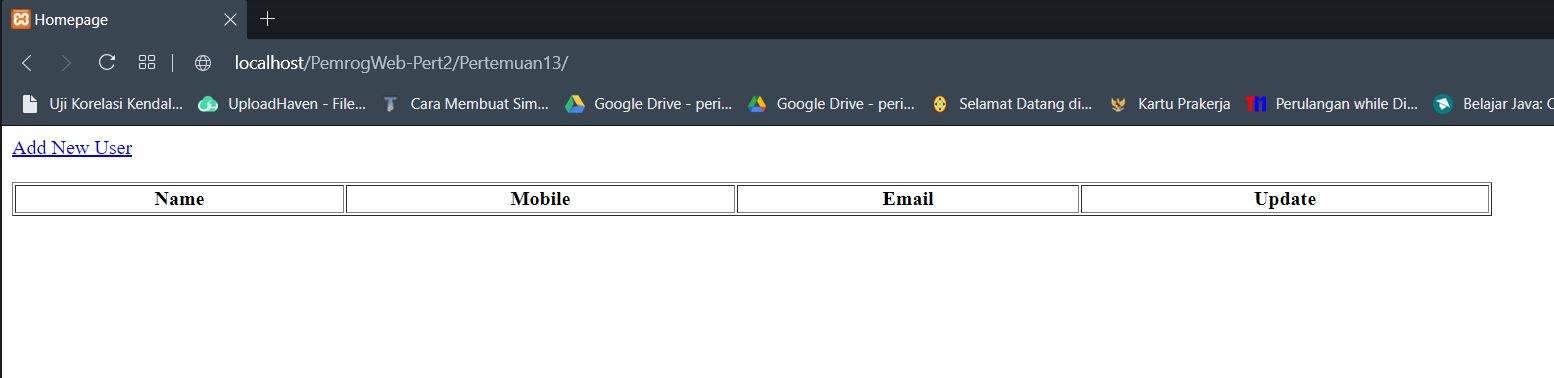 Homepage
localhost/PemrogWeb-Pert2/Pertemuan13/
Uji Korelasi Kendal... UploadHaven - File... Cara Membuat Sim... Google Drive - peri... Google Drive - peri... Selamat Datang di... Kartu Prakerja TM Perulangan while Di... Belajar Java: C
Add New User
Name Mobile Email Update